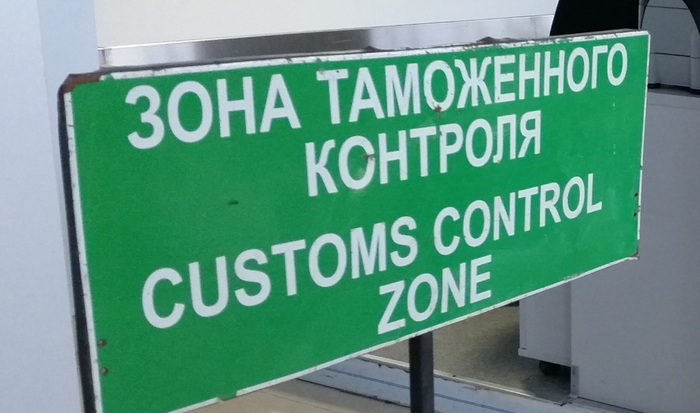 ЗОНА ТАМОЖЕННОГО
КОНТРОЛЯ
CUSTOMS CONTROL
ZONE